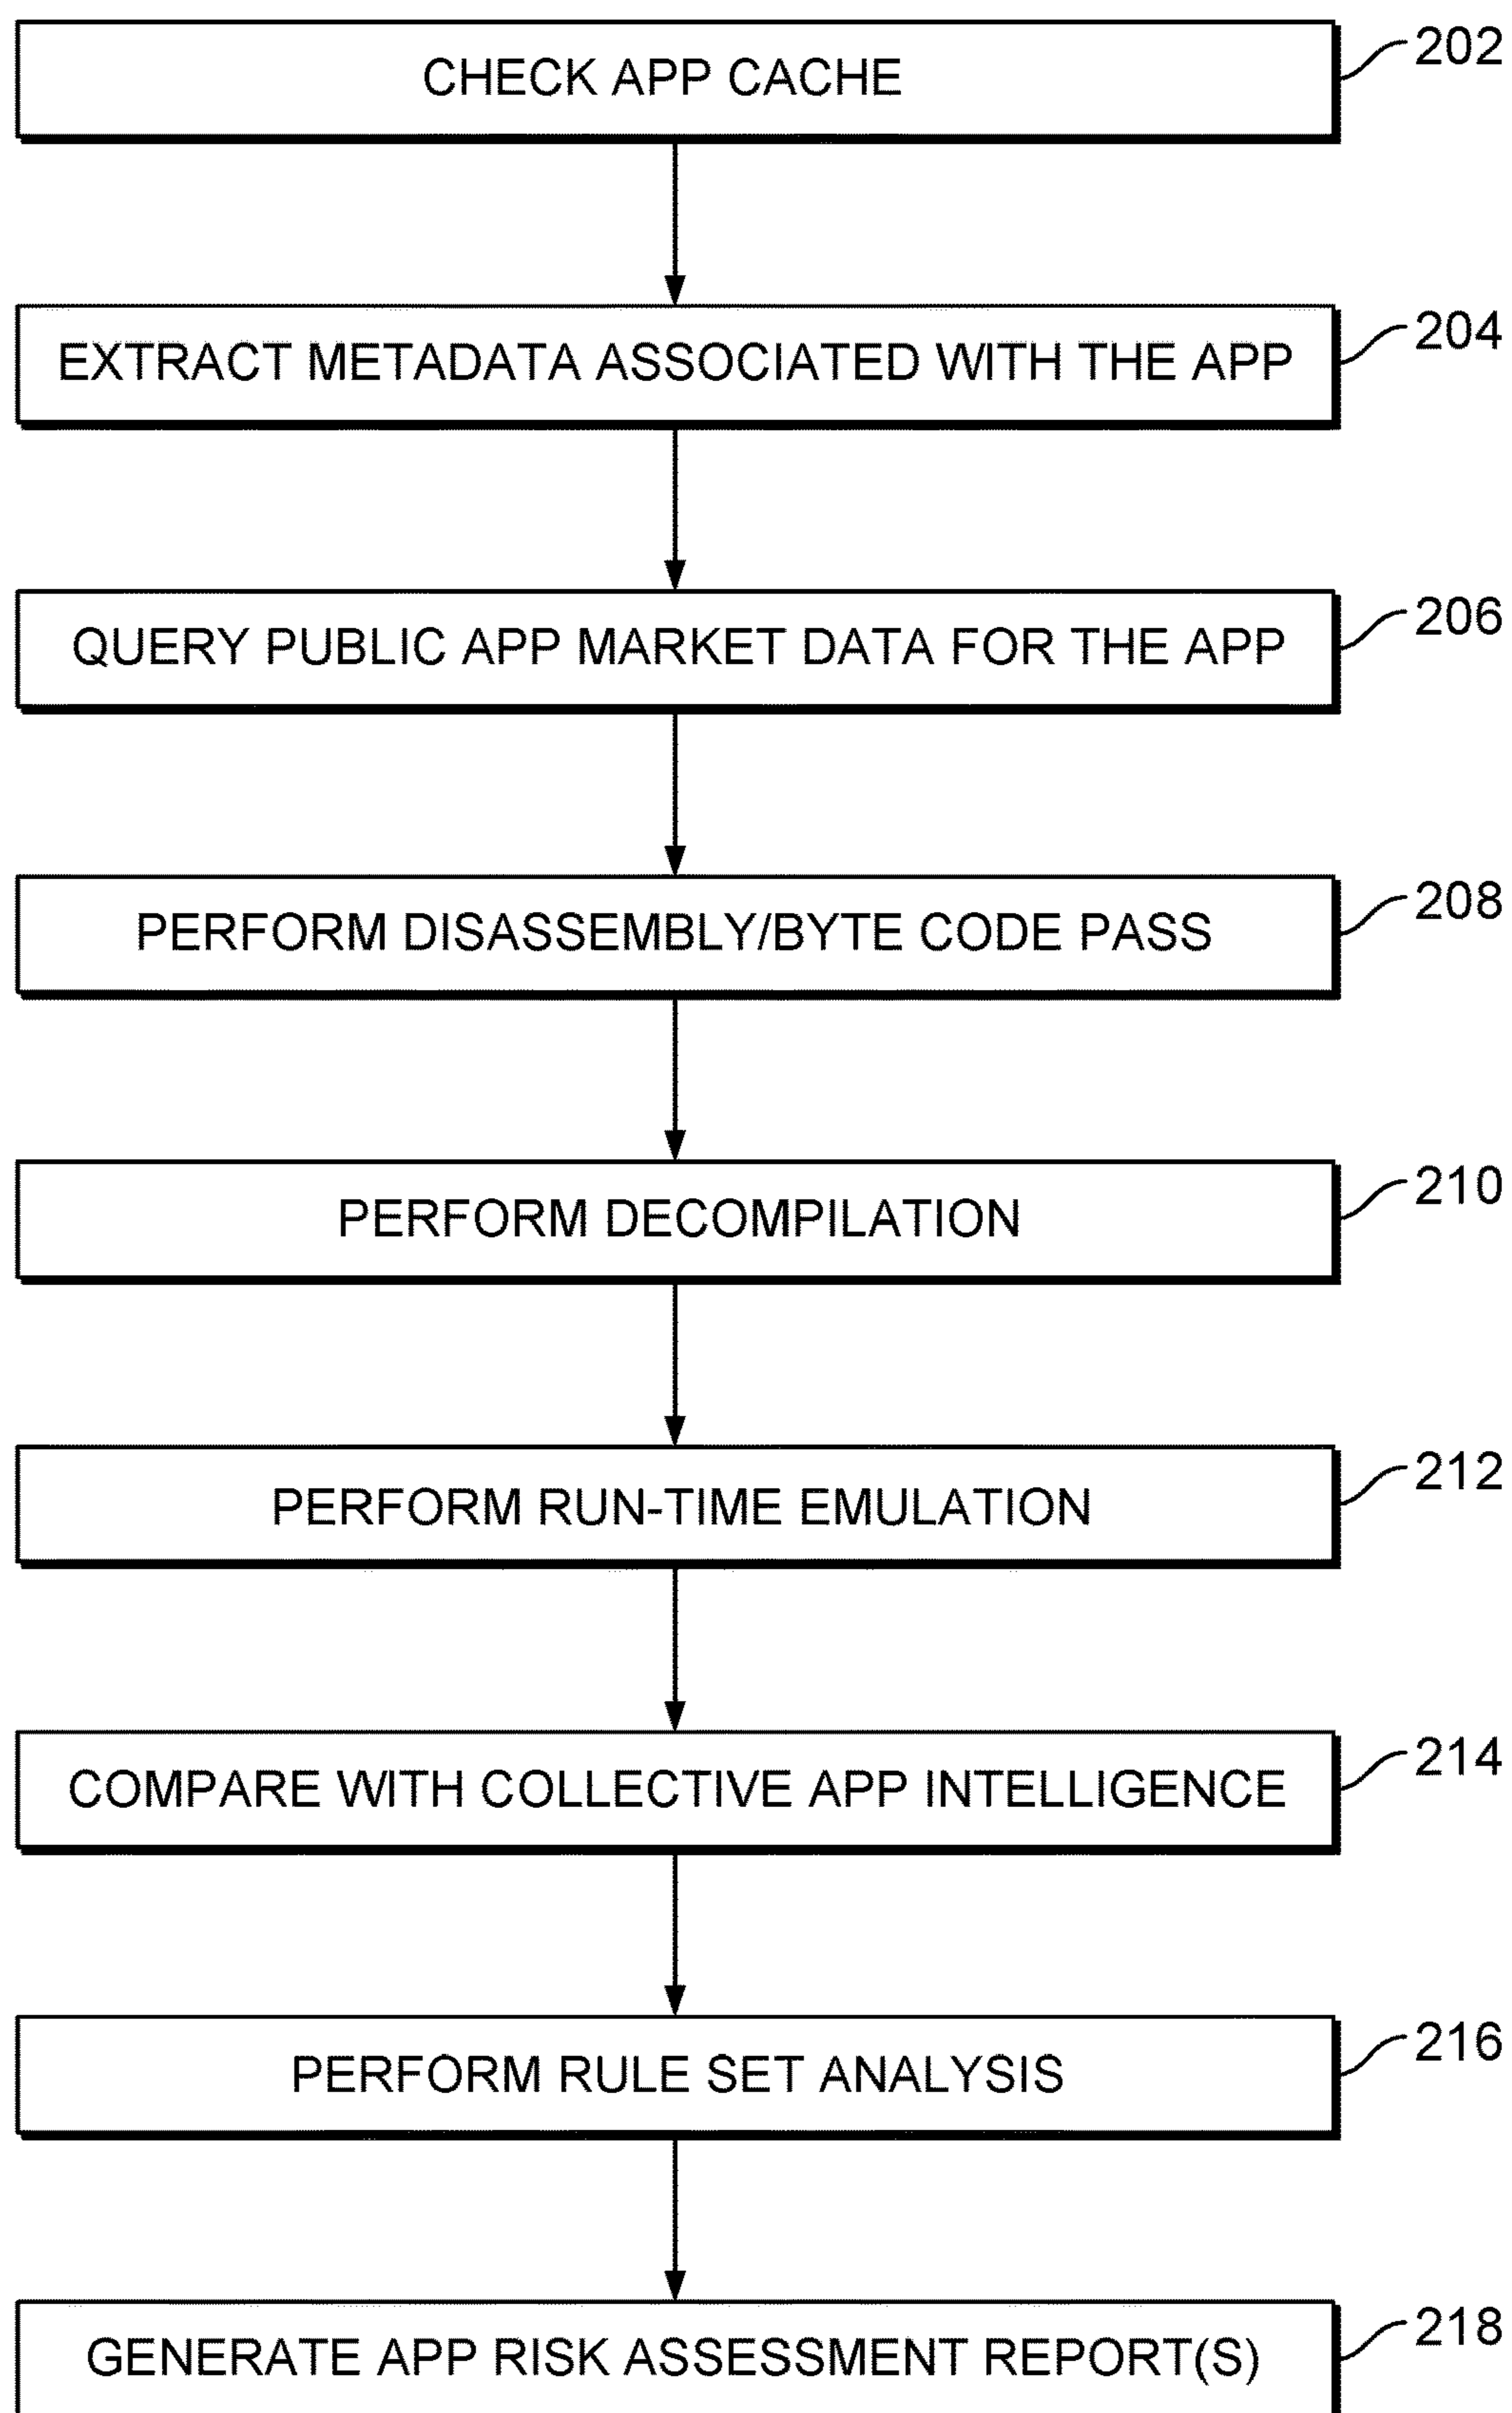 CHECK APP CACHE
202
EXTRACT METADATA ASSOCIATED WITH THE APP
204
QUERY PUBLIC APP MARKET DATA FOR THE APP
206
PERFORM DISASSEMBLY/BYTE CODE PASS
208
PERFORM DECOMPILATION
210
PERFORM RUN-TIME EMULATION
212
COMPARE WITH COLLECTIVE APP INTELLIGENCE
214
PERFORM RULE SET ANALYSIS
216
GENERATE APP RISK ASSESSMENT REPORT(S)
218